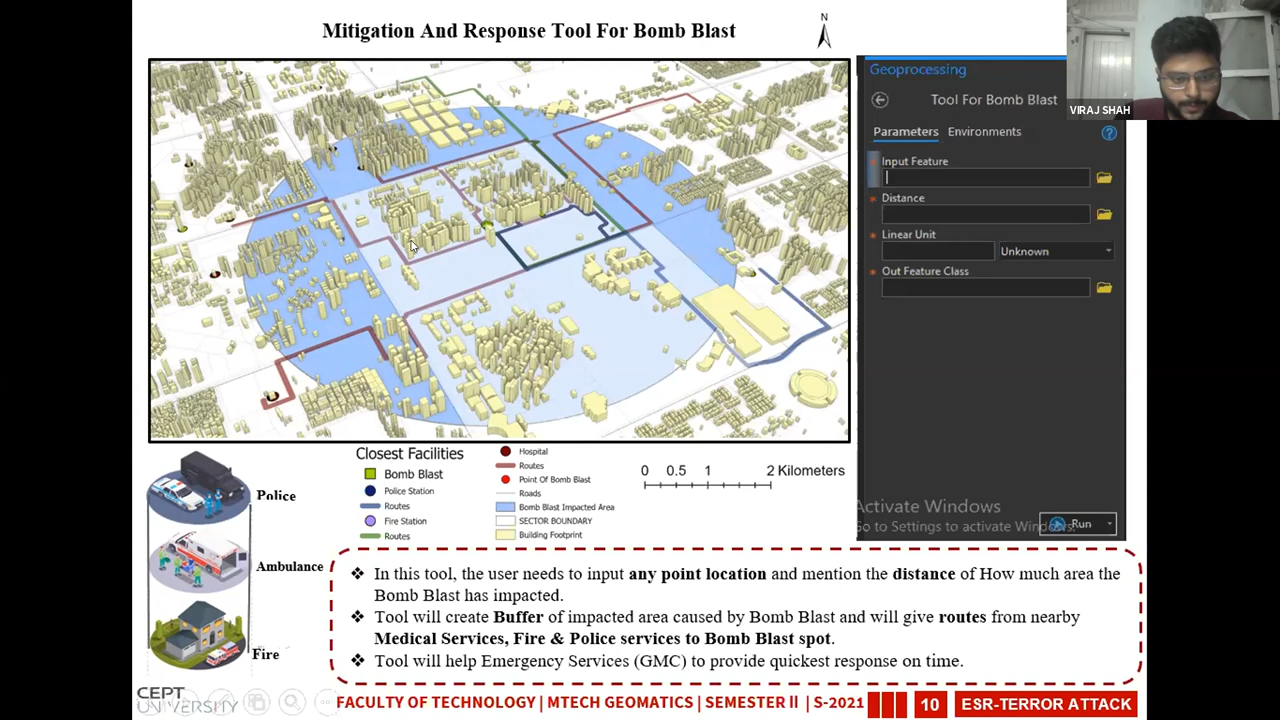 Mitigation And Response Tool For Bomb Blast
N
Geoprocessing
Tool For Bomb Blast
VIRAJ SHAH
Parameters Environments
?
* Input Feature
* Distance
* Linear Unit
Unknown
* Out Feature Class
Activate Windows
Go to Settings to activate Windows.
Run
Police
Ambulance
Fire
Closest Facilities
Bomb Blast
Police Station
Routes
Fire Station
Routes
Hospital
Routes
Point Of Bomb Blast
Roads
Bomb Blast Impacted Area
SECTOR BOUNDARY
Building Footprint
0 0.5 1 2 Kilometers
❖ In this tool, the user needs to input any point location and mention the distance of How much area the
Bomb Blast has impacted.
❖ Tool will create Buffer of impacted area caused by Bomb Blast and will give routes from nearby
Medical Services, Fire & Police services to Bomb Blast spot.
❖ Tool will help Emergency Services (GMC) to provide quickest response on time.
CEPT
UNIVERSITY
FACULTY OF TECHNOLOGY | MTECH GEOMATICS | SEMESTER II | S-2021
10
ESR-TERROR ATTACK